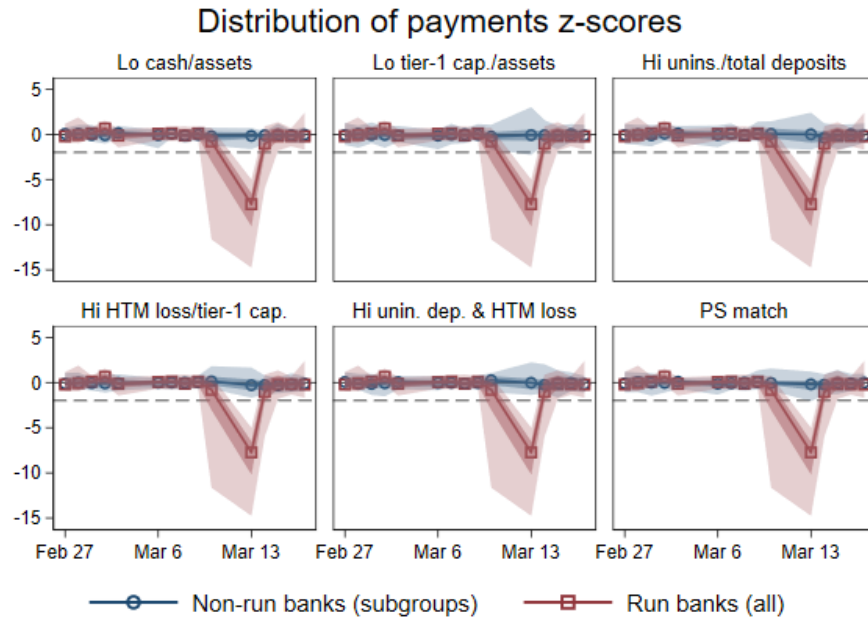 Distribution of payments z-scores
Lo cash/assets Lo tier-1 cap./assets Hi unins./total deposits
5
0
-5
-10
-15
Hi HTM loss/tier-1 cap. Hi unin. dep. & HTM loss PS match
5
0
-5
-10
-15
Feb 27 Mar 6 Mar 13 Feb 27 Mar 6 Mar 13 Feb 27 Mar 6 Mar 13
Non-run banks (subgroups) Run banks (all)